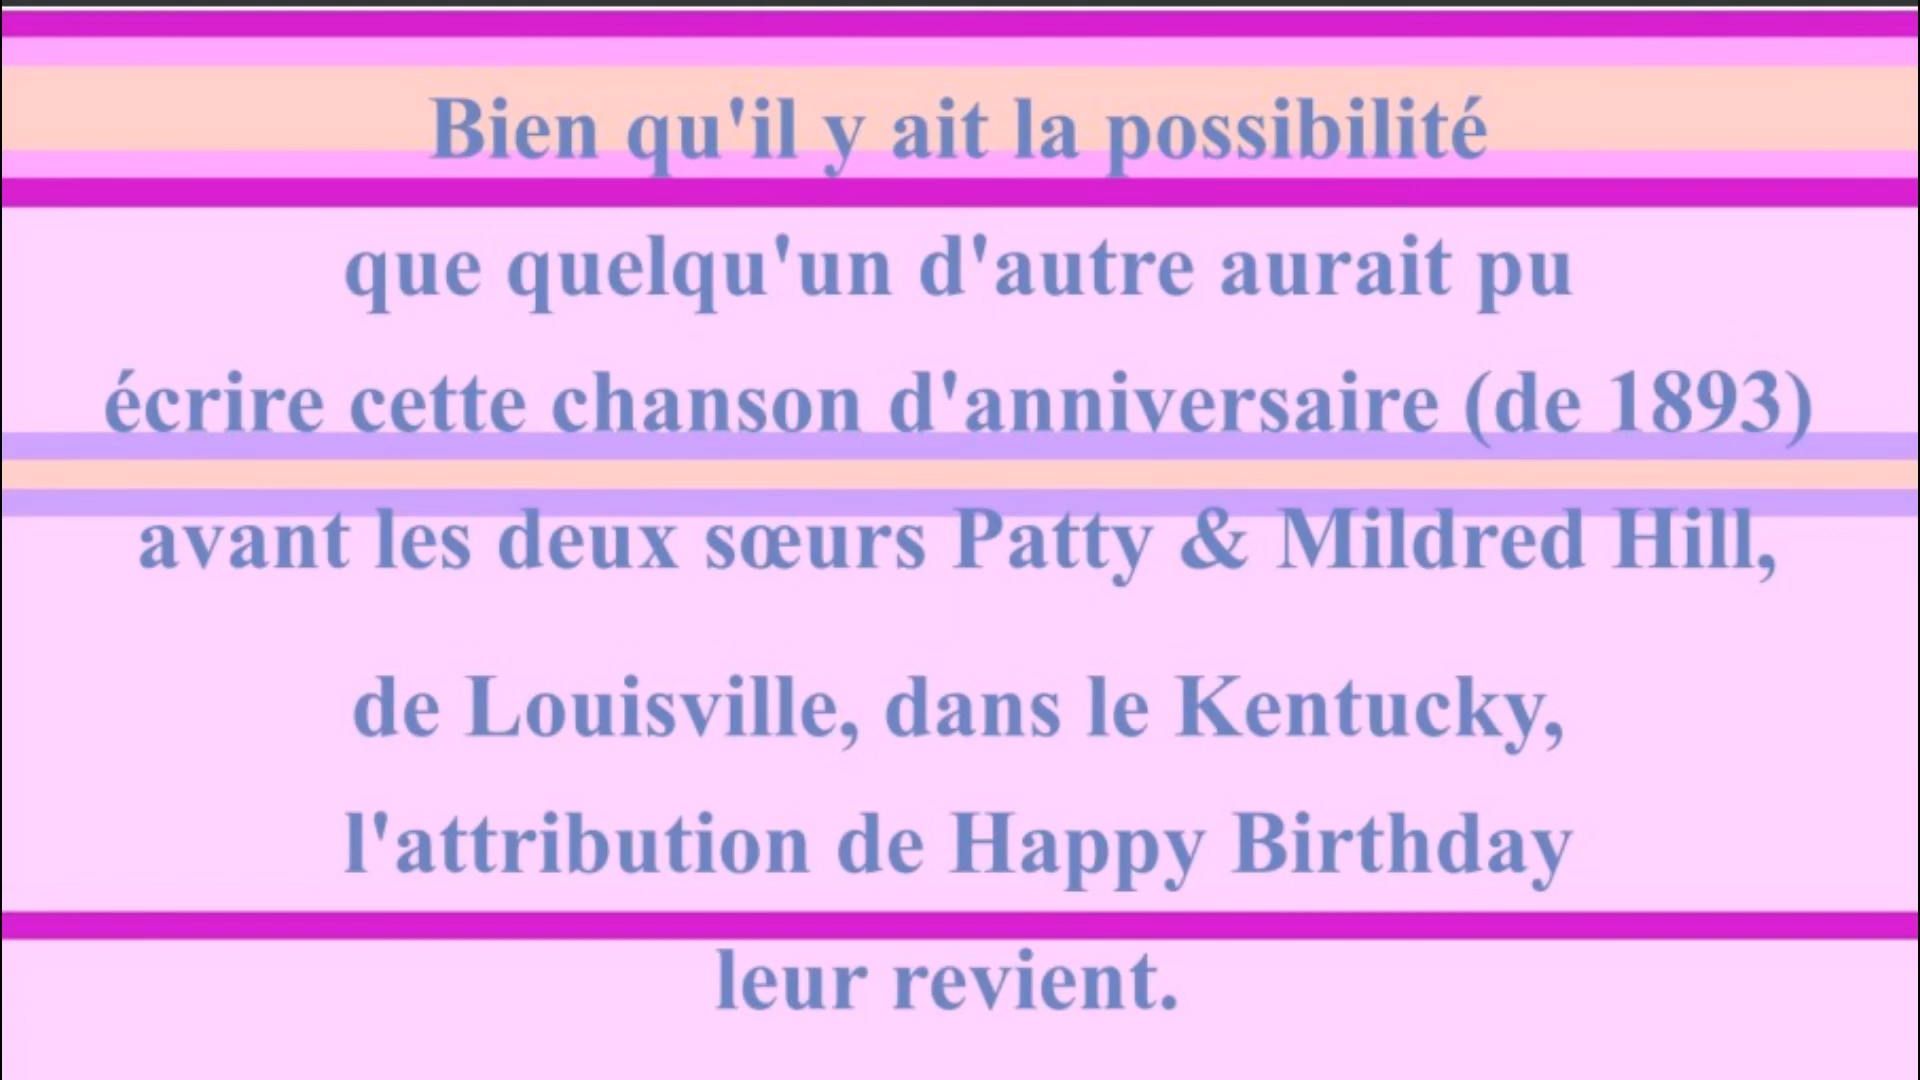 Bien qu'il y ait la possibilité
que quelqu'un d'autre aurait pu
écrire cette chanson d'anniversaire (de 1893)
avant les deux sœurs Patty & Mildred Hill,
de Louisville, dans le Kentucky,
l'attribution de Happy Birthday
leur revient.